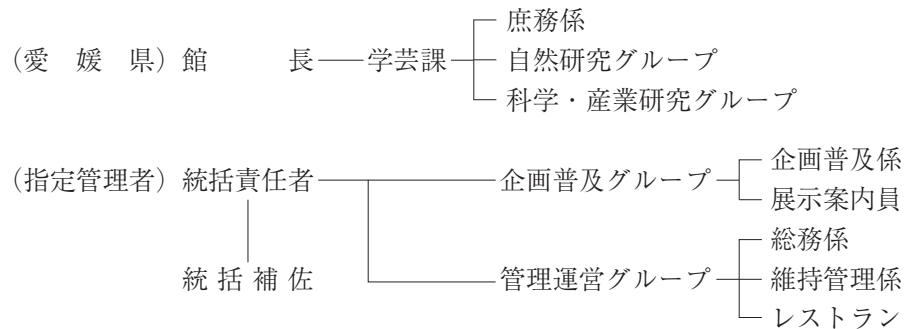 庶務係
（愛媛県）館長 学芸課 自然研究グループ
科学・産業研究グループ
企画普及係
（指定管理者）統括責任者 企画普及グループ
展示案内員
総務係
統括補佐 管理運営グループ 維持管理係
レストラン